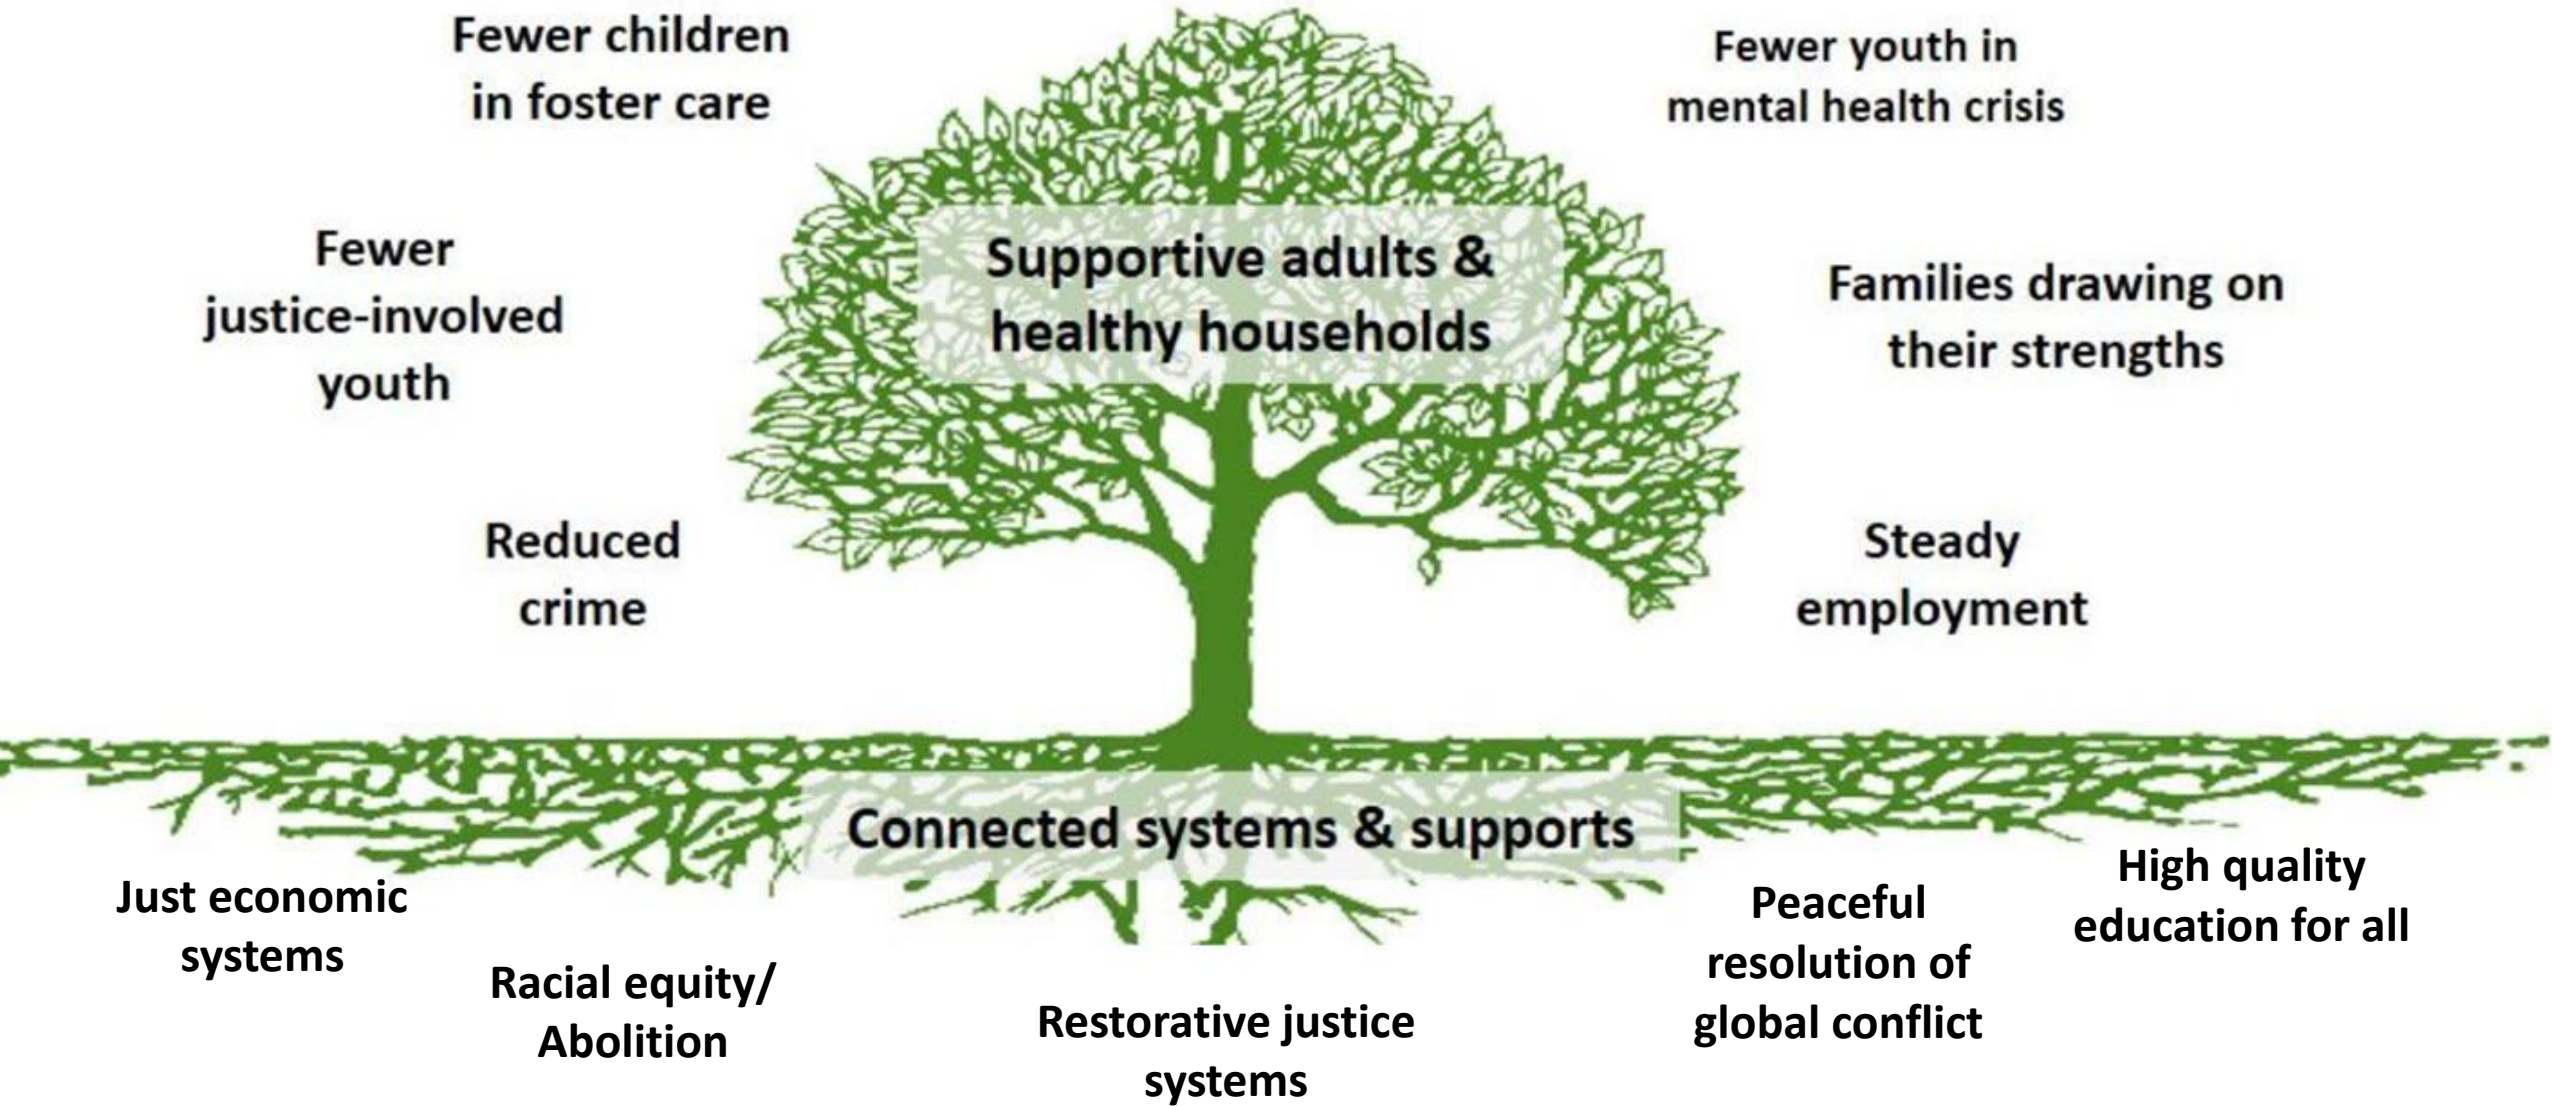 Fewer children
in foster care
Fewer youth in
mental health crisis
Fewer
justice-involved
youth
Supportive adults &
healthy households
Families drawing on
their strengths
Reduced
crime
Steady
employment
Connected systems & supports
Just economic
systems
Racial equity/
Abolition
Restorative justice
systems
Peaceful
resolution of
global conflict
High quality
education for all